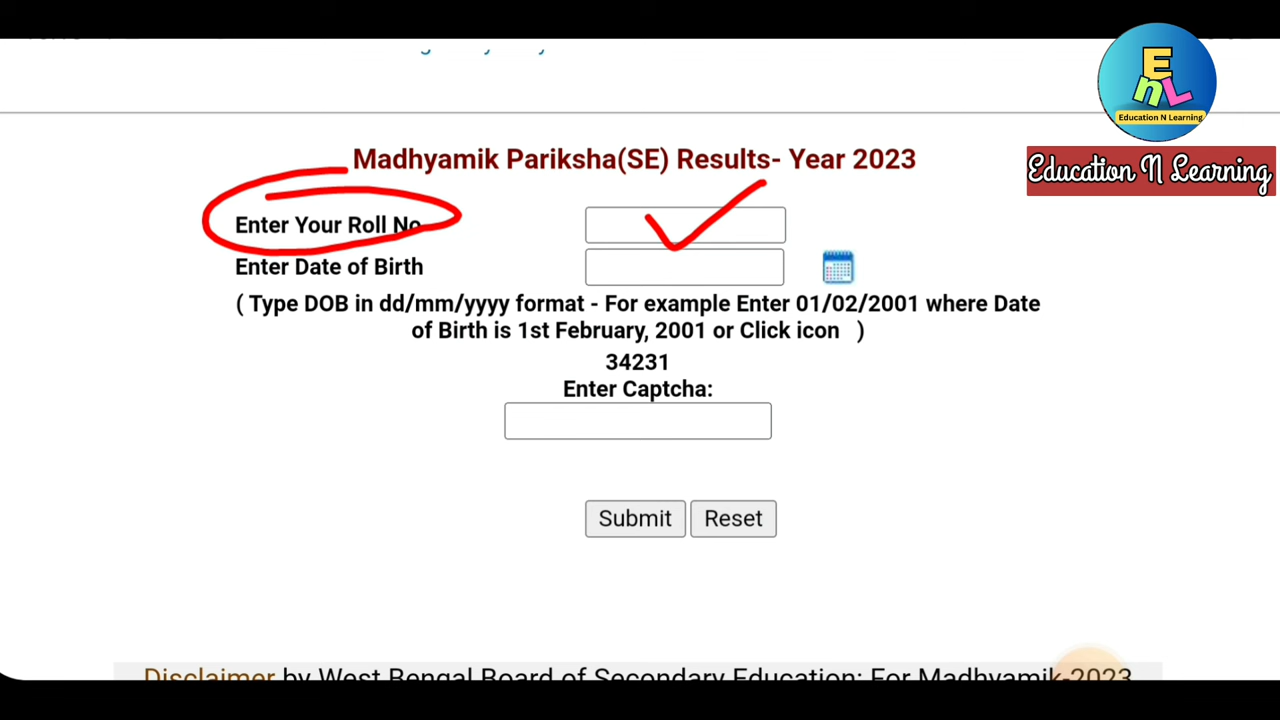 E
n L
Education N Learning
Education N Learning
Madhyamik Pariksha(SE) Results- Year 2023
Enter Your Roll No
Enter Date of Birth
( Type DOB in dd/mm/yyyy format - For example Enter 01/02/2001 where Date
of Birth is 1st February, 2001 or Click icon )
34231
Enter Captcha:
Submit Reset
Disclaimer by West Bengal Board of Secondary Education: For Madhyamik-2023